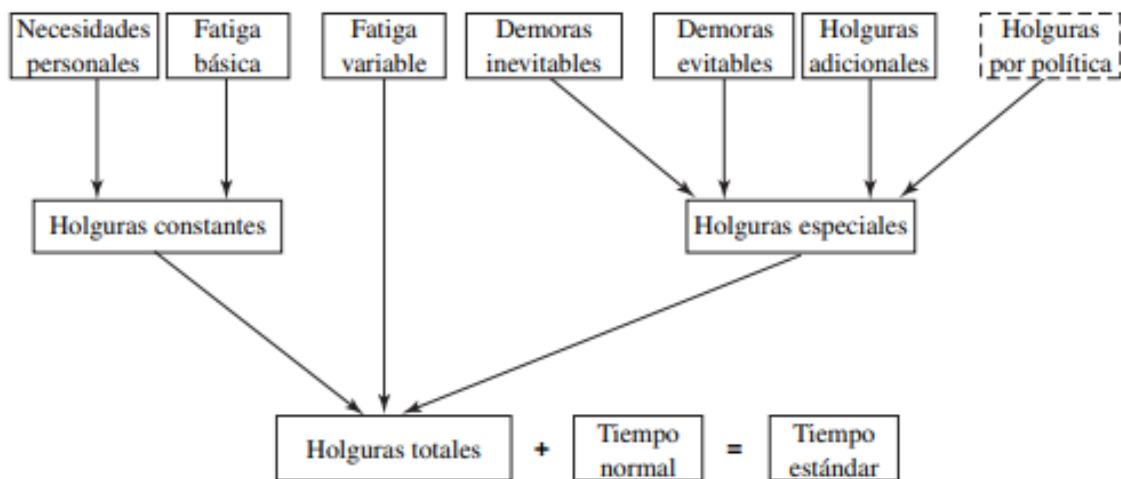 Necesidades
personales
Fatiga
básica
Fatiga
variable
Demoras
inevitables
Demoras
evitables
Holguras
adicionales
Holguras
por política
Holguras constantes
Holguras especiales
Holguras totales
+
Tiempo
normal
=
Tiempo
estándar